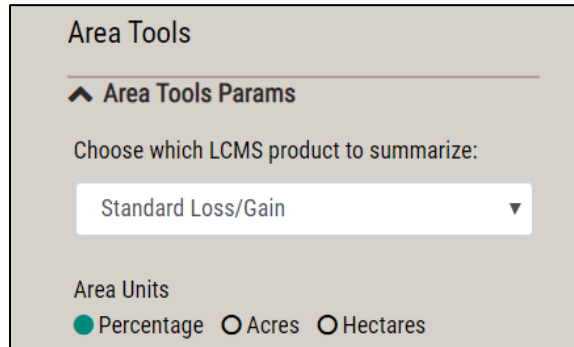 Area Tools
Area Tools Params
Choose which LCMS product to summarize:
Standard Loss/Gain
Area Units
Percentage Acres Hectares